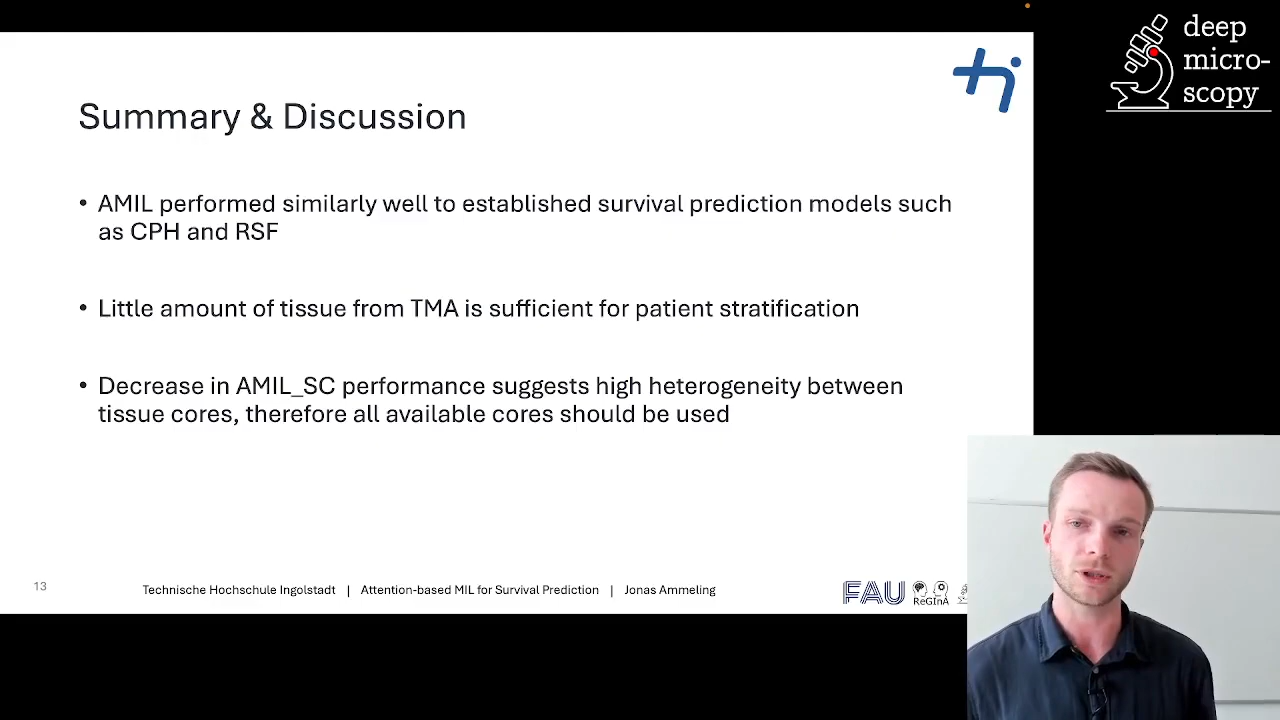 deep
micro-
scopy
Summary & Discussion
• AMIL performed similarly well to established survival prediction models such
as CPH and RSF
• Little amount of tissue from TMA is sufficient for patient stratification
• Decrease in AMIL_SC performance suggests high heterogeneity between
tissue cores, therefore all available cores should be used
13
Technische Hochschule Ingolstadt | Attention-based MIL for Survival Prediction | Jonas Ammeling
FAU
ReGInA